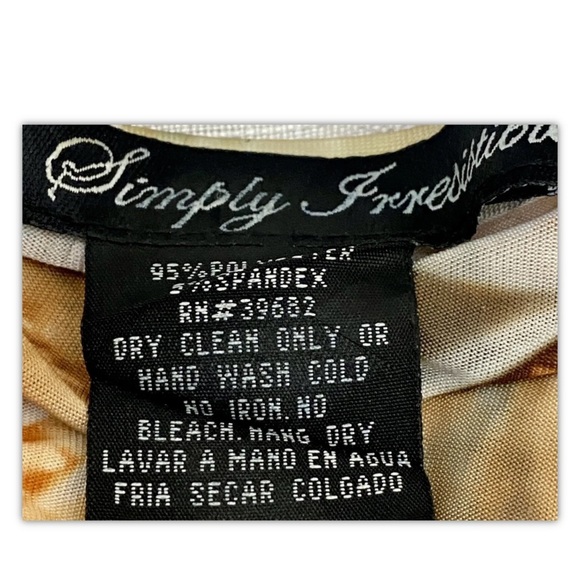 Simply Irresistible
95% POLYESTER
5% SPANDEX
RN#39682
DRY CLEAN ONLY OR
HAND WASH COLD
NO IRON. NO
BLEACH. HANG DRY
LAVAR A MANO EN AGUA
FRIA SECAR COLGADO